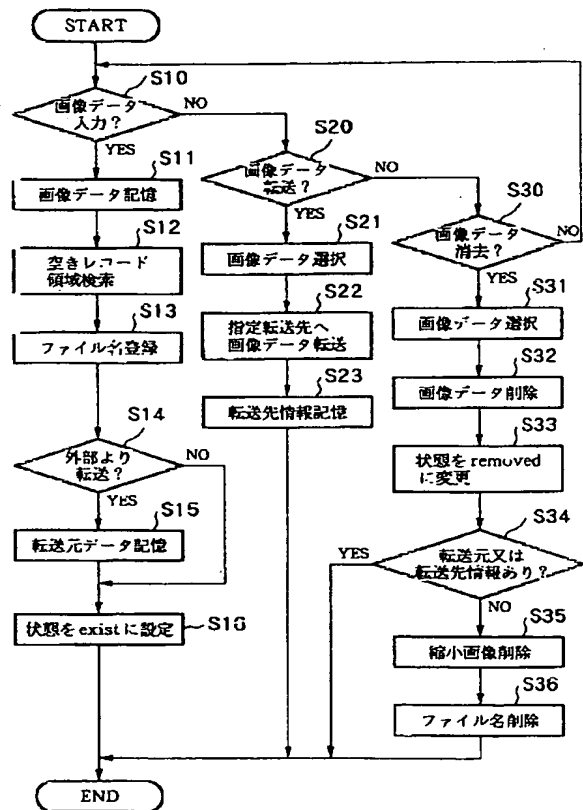 START
S10
画像データ
入力?
NO
YES
S11
画像データ記憶
S12
空きレコード
領域検索
S13
ファイル名登録
S14
外部より
転送?
NO
YES
S15
転送元データ記憶
状態をexistに設定
S16
S20
画像データ
転送?
NO
YES
S21
画像データ選択
S22
指定転送先へ
画像データ転送
S23
転送先情報記憶
S30
画像データ
消去?
NO
YES
S31
画像データ選択
S32
画像データ削除
S33
状態をremoved
に変更
S34
YES
転送元又は
転送先情報あり?
NO
S35
縮小画像削除
S36
ファイル名削除
END